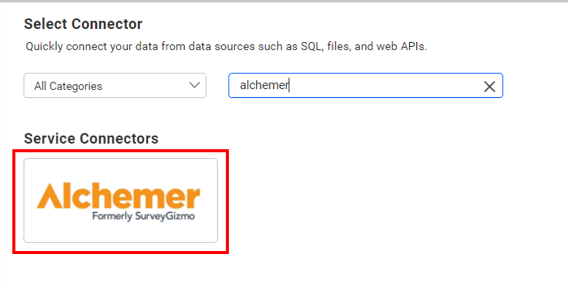 Select Connector
Quickly connect your data from data sources such as SQL, files, and web APIs.
All Categories
alchemer
Service Connectors
Alchemer
Formerly SurveyGizmo